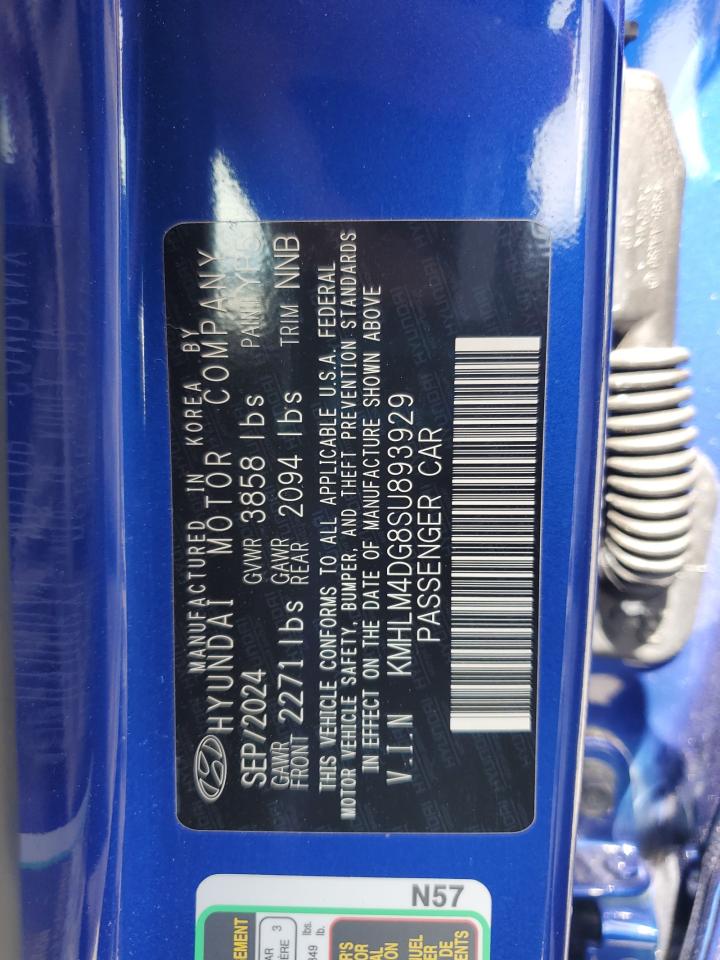 MANUFACTURED IN KOREA BY
HYUNDAI MOTOR COMPANY
SEP/2024 GVWR 3858 lbs PAINT
GAWR FRONT 2271 lbs GAWR REAR 2094 lbs TRIM NNB
THIS VEHICLE CONFORMS TO ALL APPLICABLE U.S.A. FEDERAL
MOTOR VEHICLE SAFETY, BUMPER, AND THEFT PREVENTION STANDARDS
IN EFFECT ON THE DATE OF MANUFACTURE SHOWN ABOVE
V.I.N KMHLM4DG8SU893929
PASSENGER CAR
N57